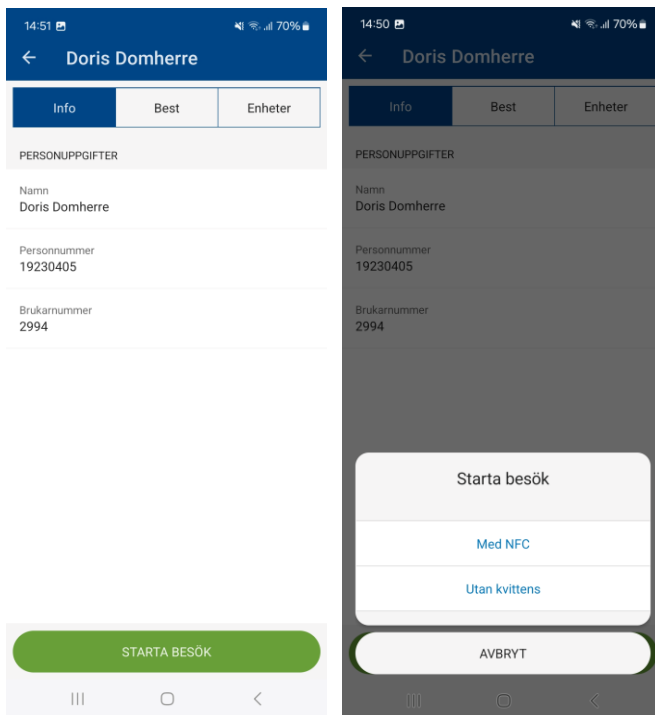 14:51 70%
Doris Domherre
Info Best Enheter
PERSONUPPGIFTER
Namn
Doris Domherre
Personnummer
19230405
Brukarnummer
2994
STARTA BESÖK
14:50 70%
Doris Domherre
Info Best Enheter
PERSONUPPGIFTER
Namn
Doris Domherre
Personnummer
19230405
Brukarnummer
2994
Starta besök
Med NFC
Utan kvittens
AVBRYT